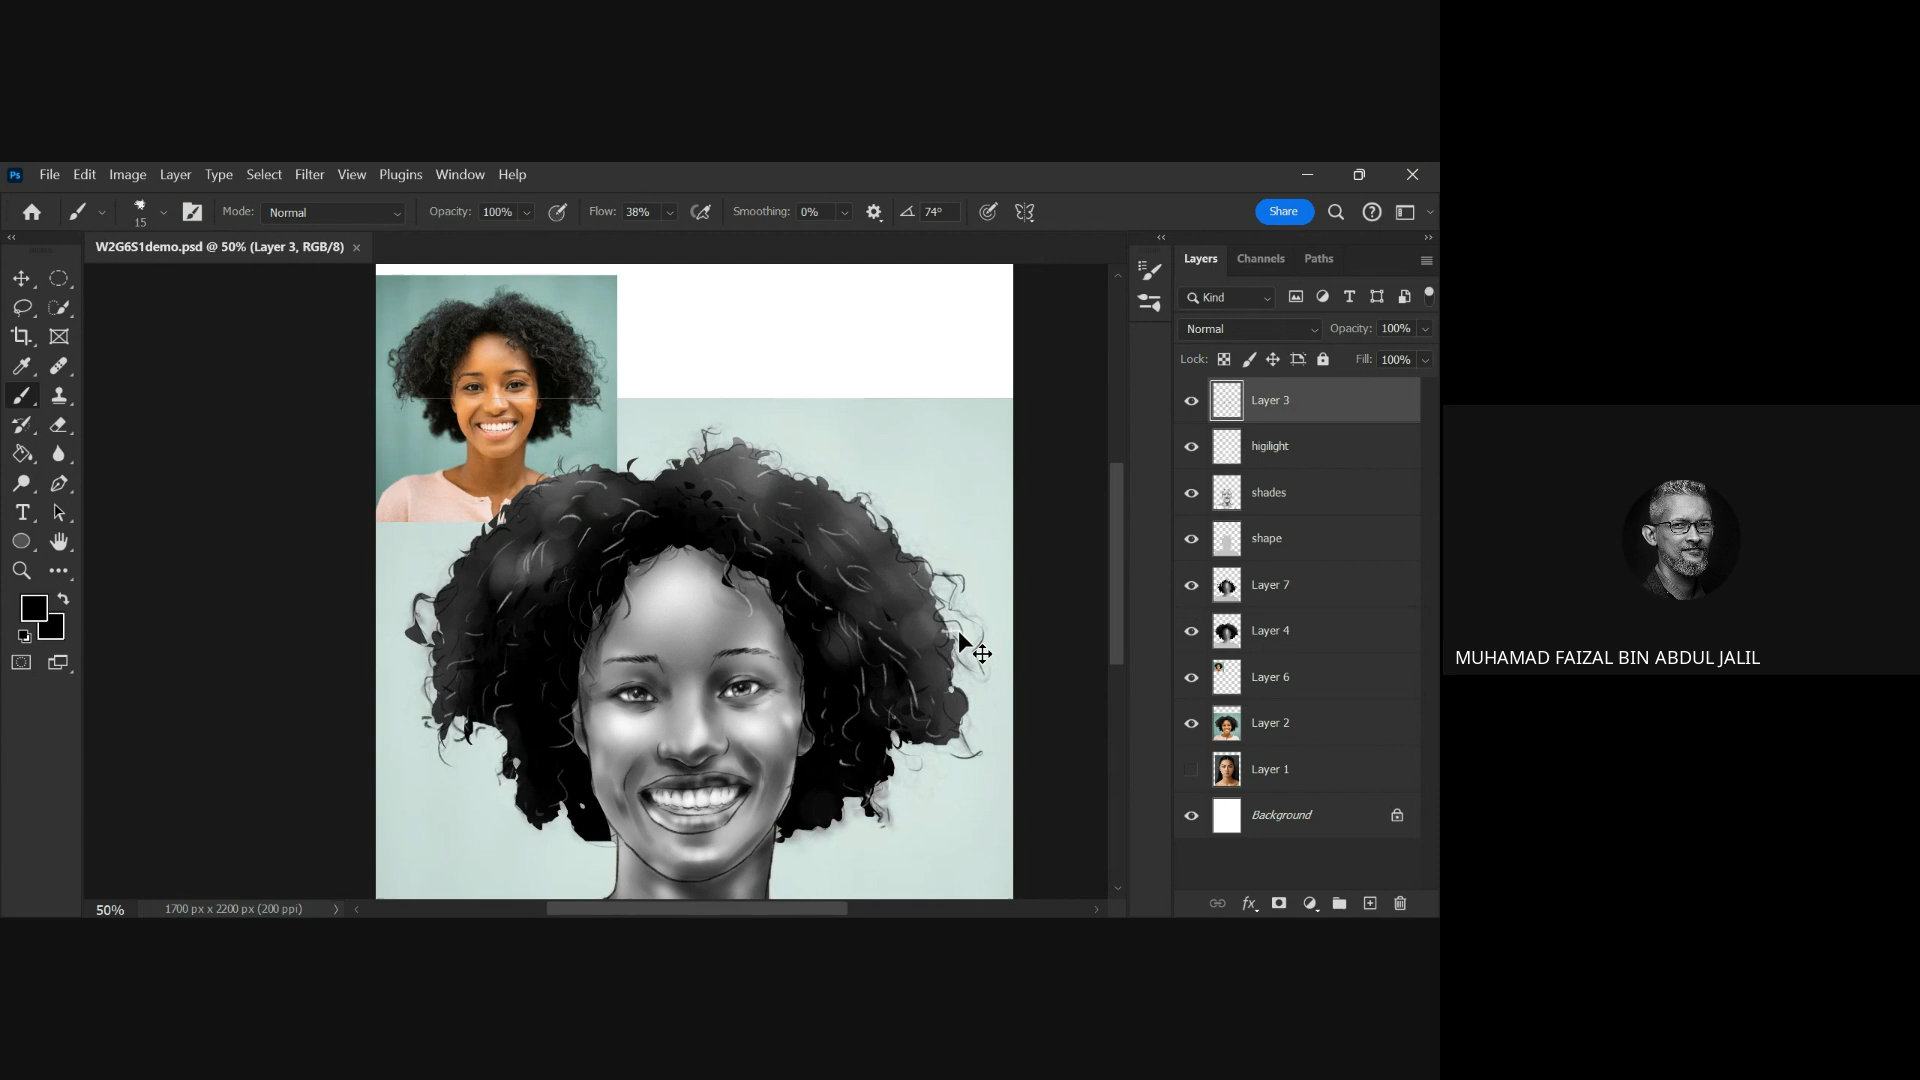 Ps File Edit Image Layer Type Select Filter View Plugins Window Help
15 Mode: Normal Opacity: 100% Flow: 38% Smoothing: 0% 74° Share
W2G6S1demo.psd @ 50% (Layer 3, RGB/8)
Layers Channels Paths
Kind
Normal Opacity: 100%
Lock: Fill: 100%
Layer 3
higilight
shades
shape
Layer 7
Layer 4
Layer 6
Layer 2
Layer 1
Background
50% 1700 px x 2200 px (200 ppi)
fx
MUHAMAD FAIZAL BIN ABDUL JALIL